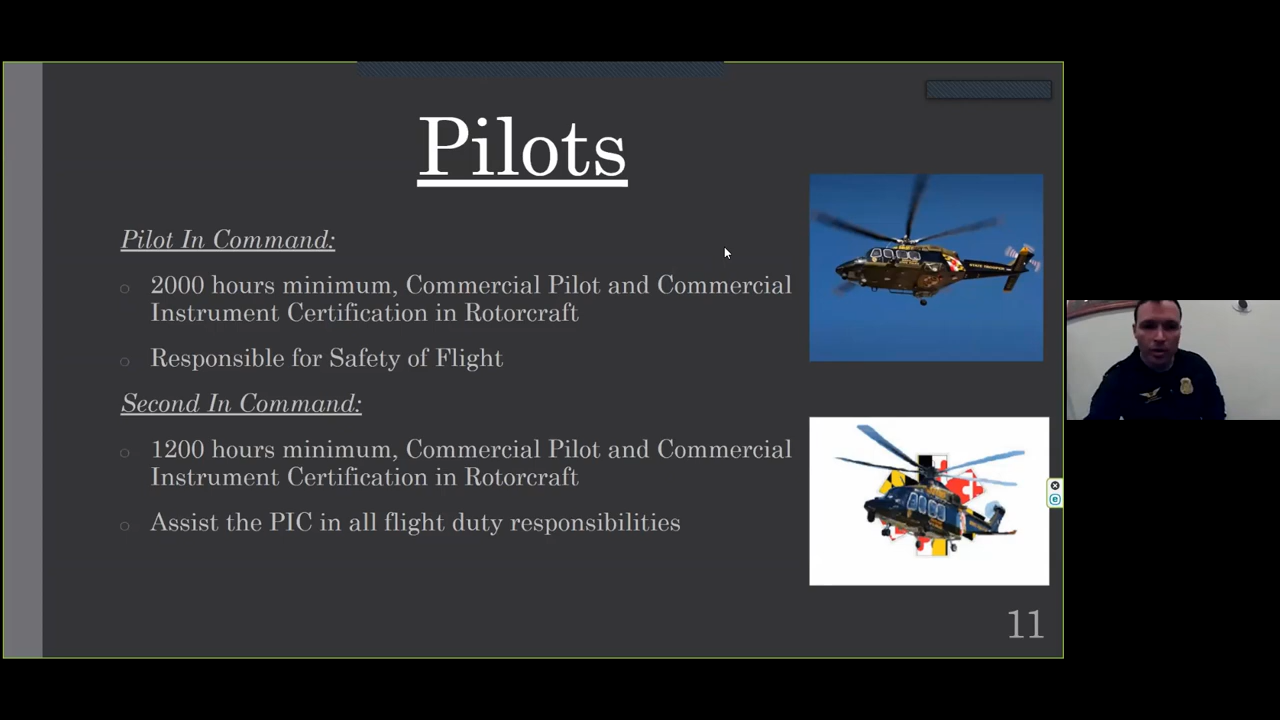 Pilots
Pilot In Command:
2000 hours minimum, Commercial Pilot and Commercial
Instrument Certification in Rotorcraft
Responsible for Safety of Flight
Second In Command:
1200 hours minimum, Commercial Pilot and Commercial
Instrument Certification in Rotorcraft
Assist the PIC in all flight duty responsibilities
STATE TROOPER
11